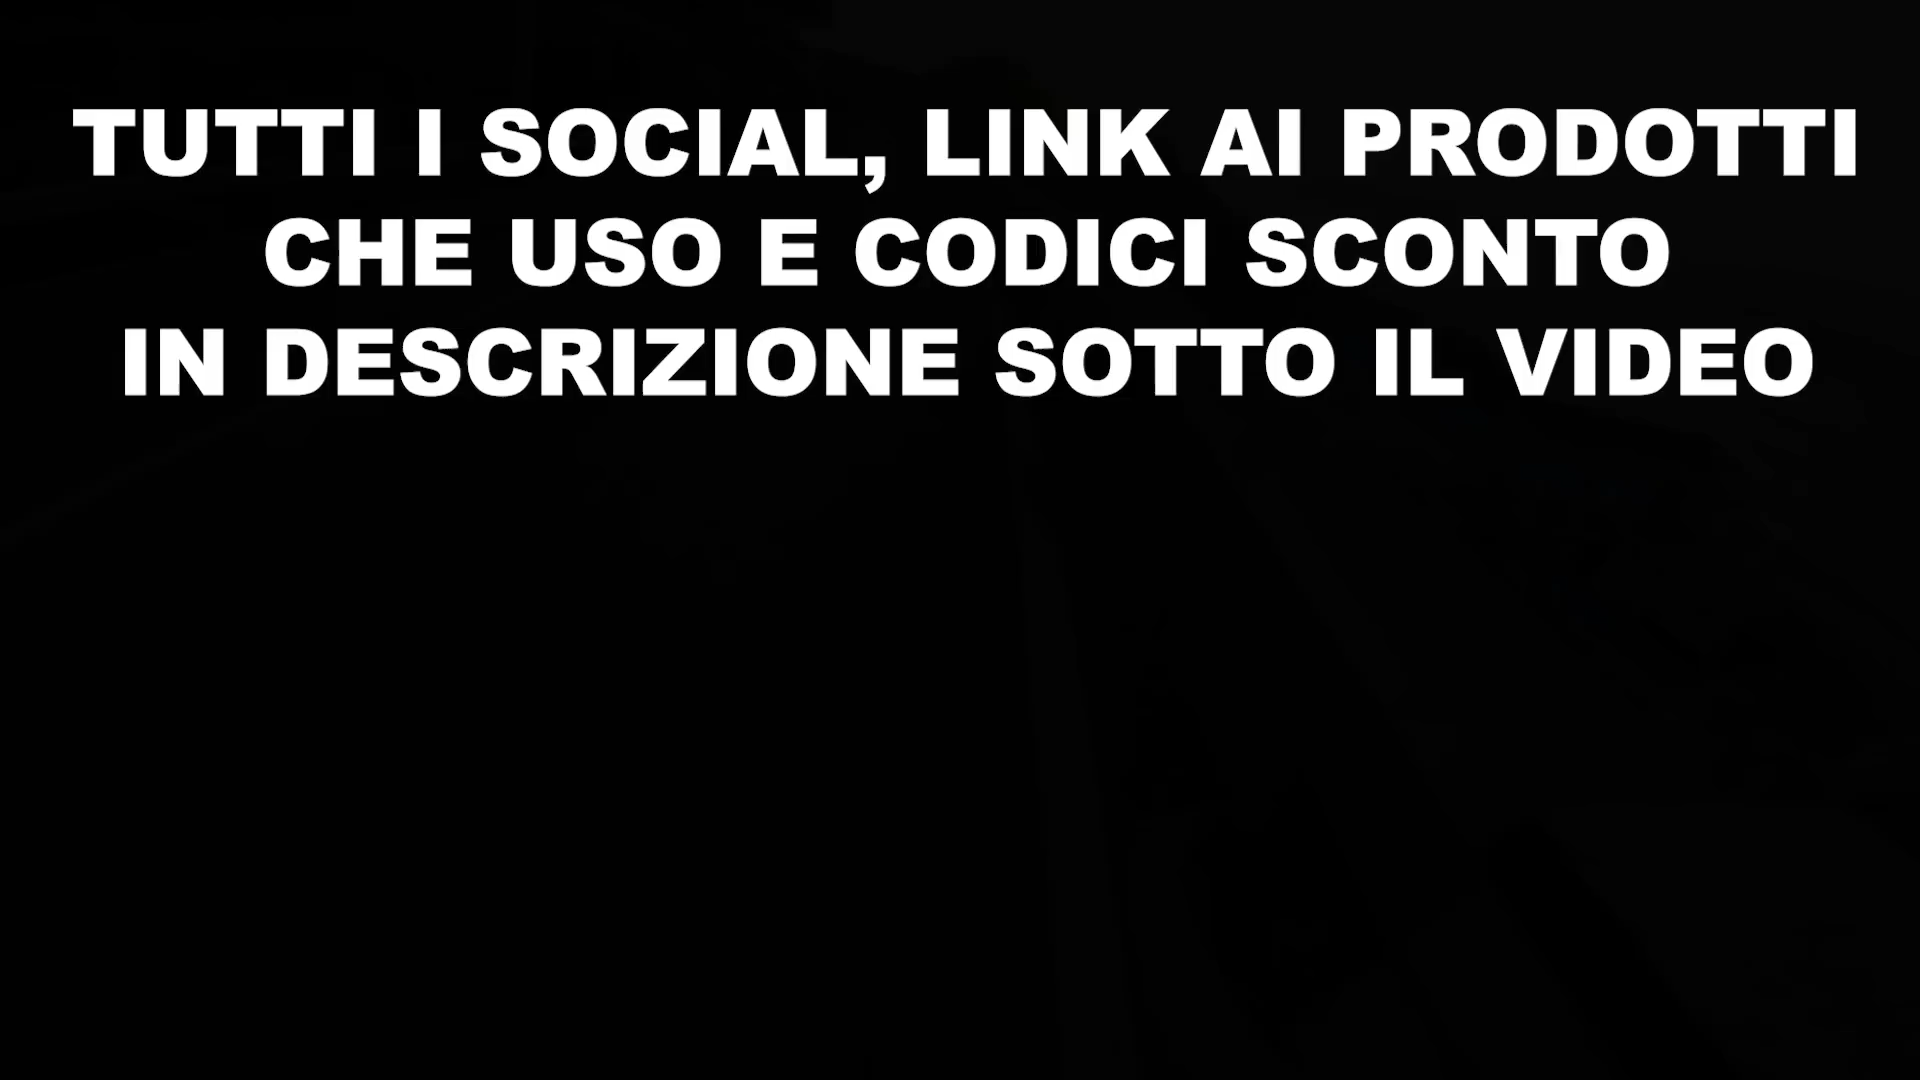 TUTTI I SOCIAL, LINK AI PRODOTTI
CHE USO E CODICI SCONTO
IN DESCRIZIONE SOTTO IL VIDEO